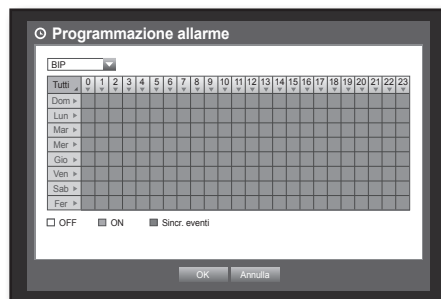 Programmazione allarme
BIP
Tutti 0 1 2 3 4 5 6 7 8 9 10 11 12 13 14 15 16 17 18 19 20 21 22 23
Dom
Lun
Mar
Mer
Gio
Ven
Sab
Fer
OFF ON Sincr. eventi
OK Annulla